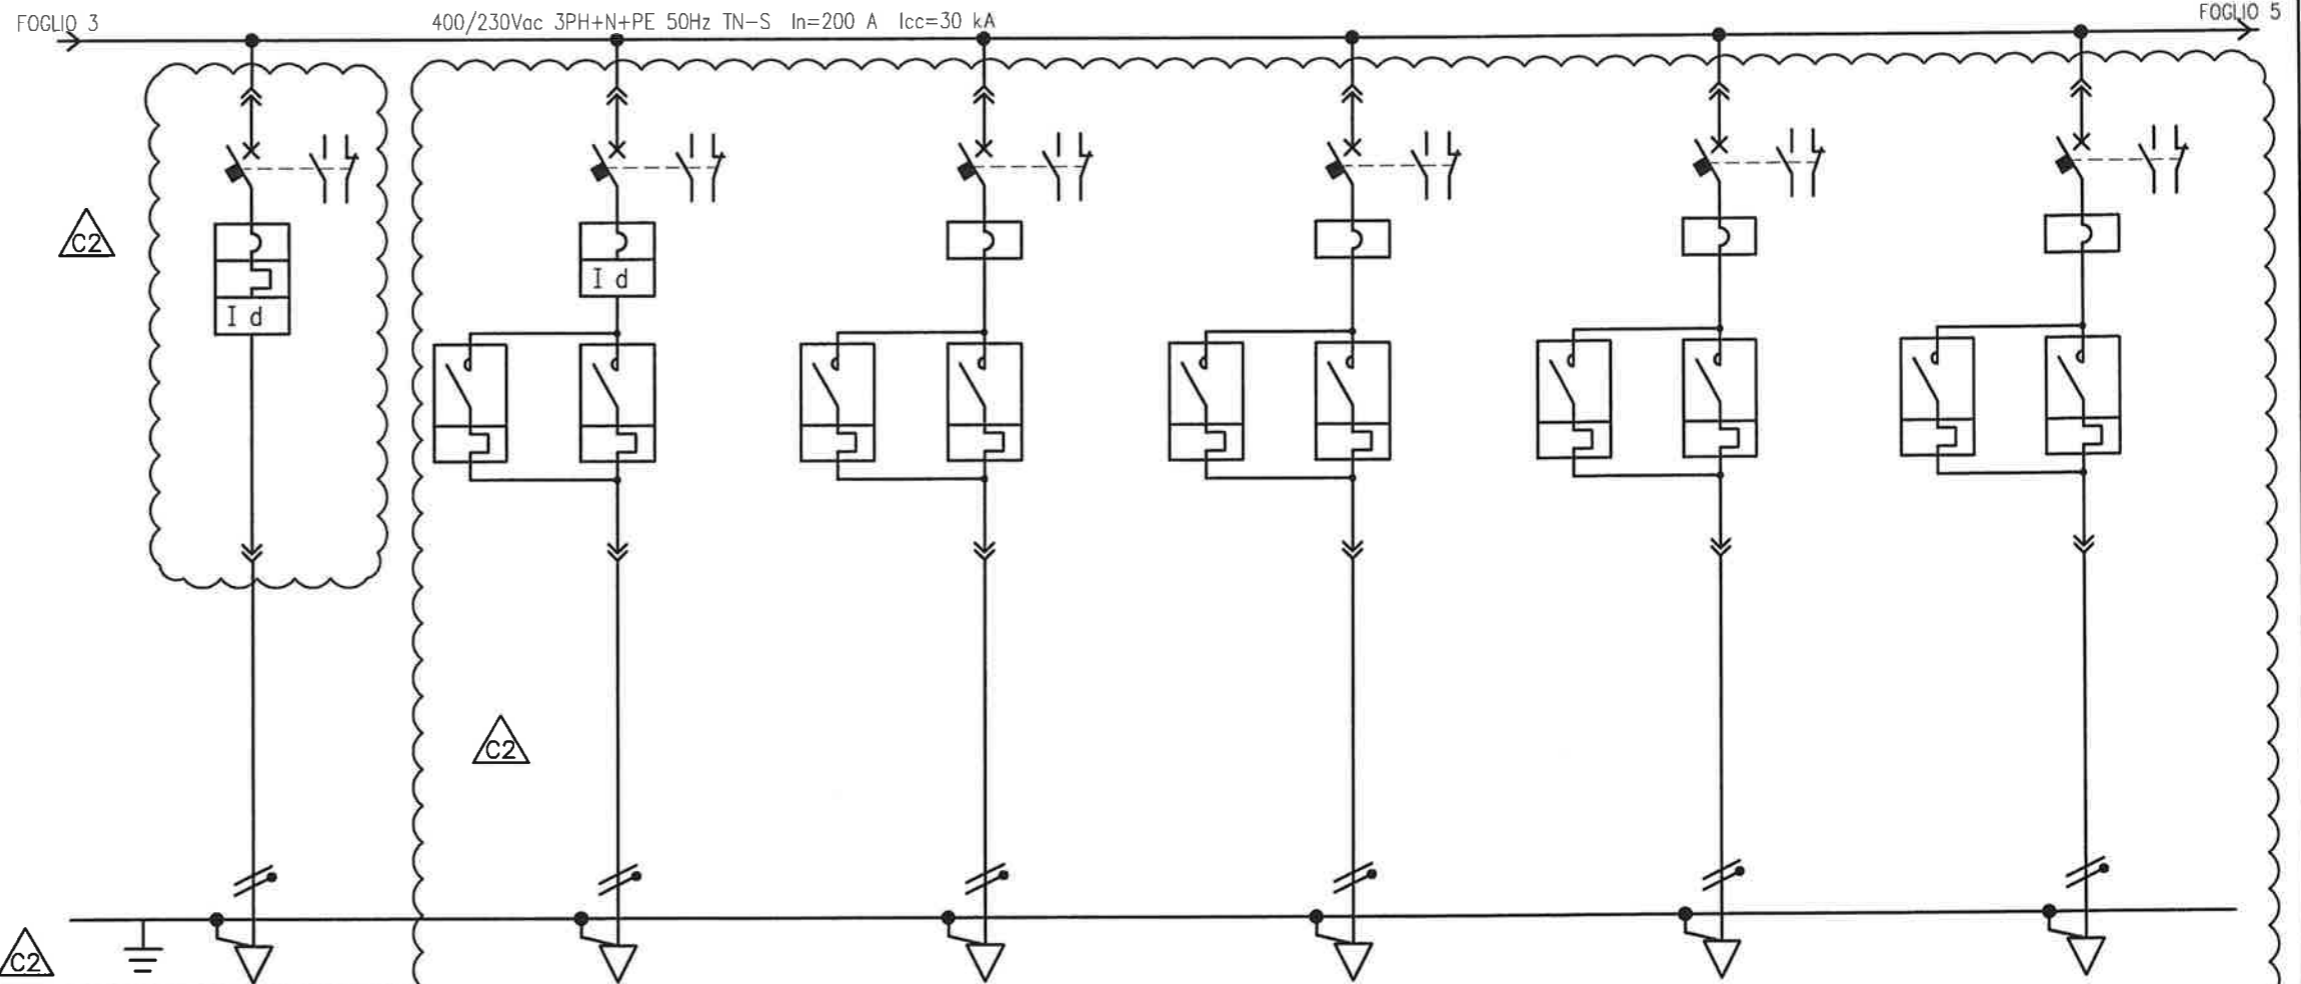 FOGLIO 3
400/230Vac 3PH+N+PE 50Hz TN-S In=200 A Icc=30 kA
FOGLIO 5
C2
I d
I d
C2
C2